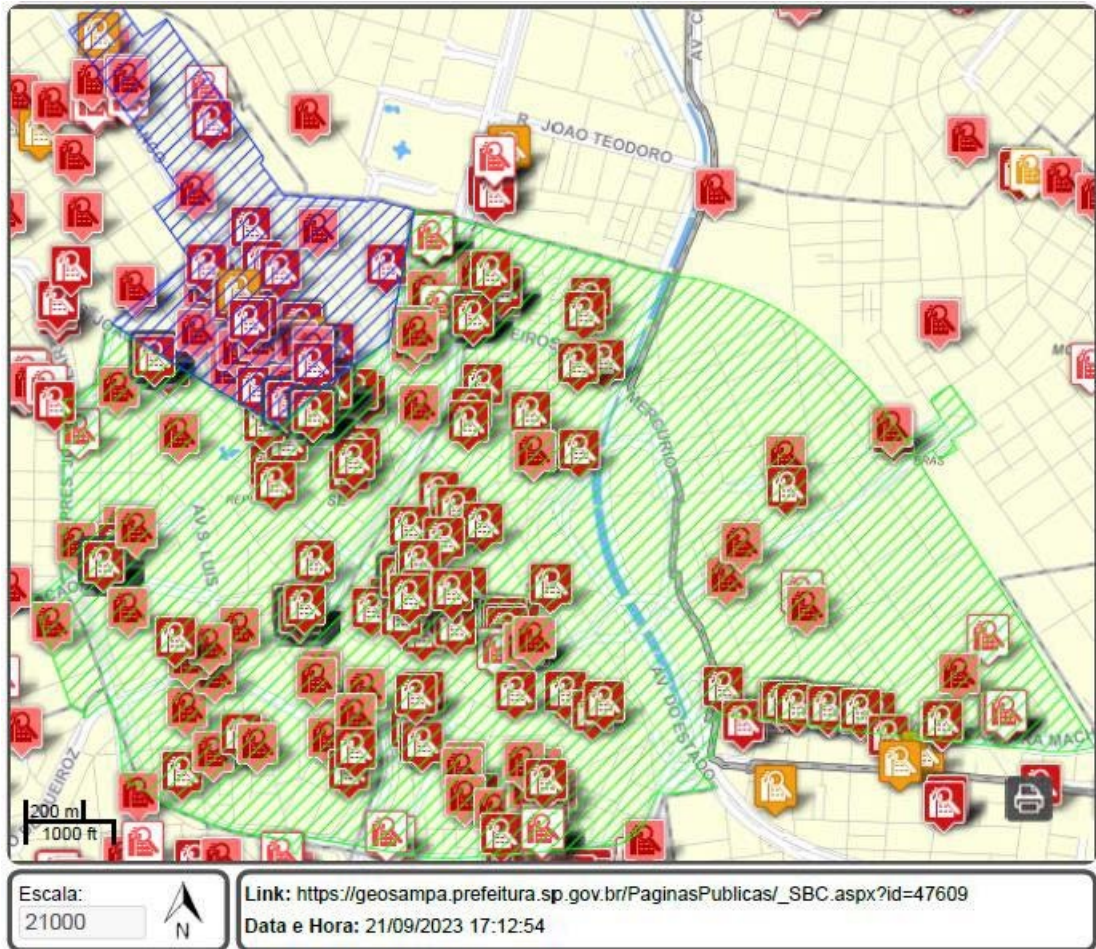 AV C
R. JOAO TEODORO
MERCURIO
AV S LUIS
AV DO ESTADO
BRAS
200 m
1000 ft
Escala:
21000
N
Link: https://geosampa.prefeitura.sp.gov.br/PaginasPublicas/_SBC.aspx?id=47609
Data e Hora: 21/09/2023 17:12:54